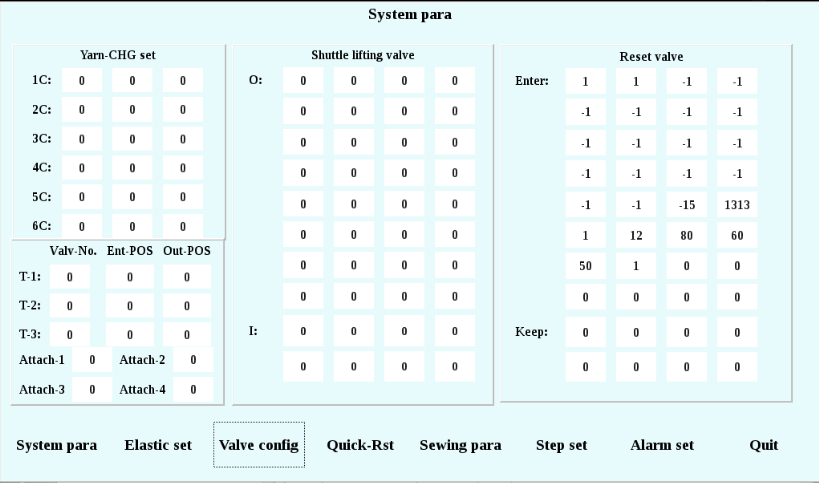 System para
Yarn-CHG set
1C: 0 0 0
2C: 0 0 0
3C: 0 0 0
4C: 0 0 0
5C: 0 0 0
6C: 0 0 0
Valv-No. Ent-POS Out-POS
T-1: 0 0 0
T-2: 0 0 0
T-3: 0 0 0
Attach-1 0 Attach-2 0
Attach-3 0 Attach-4 0
Shuttle lifting valve
O: 0 0 0 0
0 0 0 0
0 0 0 0
0 0 0 0
0 0 0 0
0 0 0 0
0 0 0 0
0 0 0 0
I: 0 0 0 0
0 0 0 0
Reset valve
Enter: 1 1 -1 -1
-1 -1 -1 -1
-1 -1 -1 -1
-1 -1 -1 -1
-1 -1 -15 1313
1 12 80 60
50 1 0 0
0 0 0 0
Keep: 0 0 0 0
0 0 0 0
System para Elastic set Valve config Quick-Rst Sewing para Step set Alarm set Quit